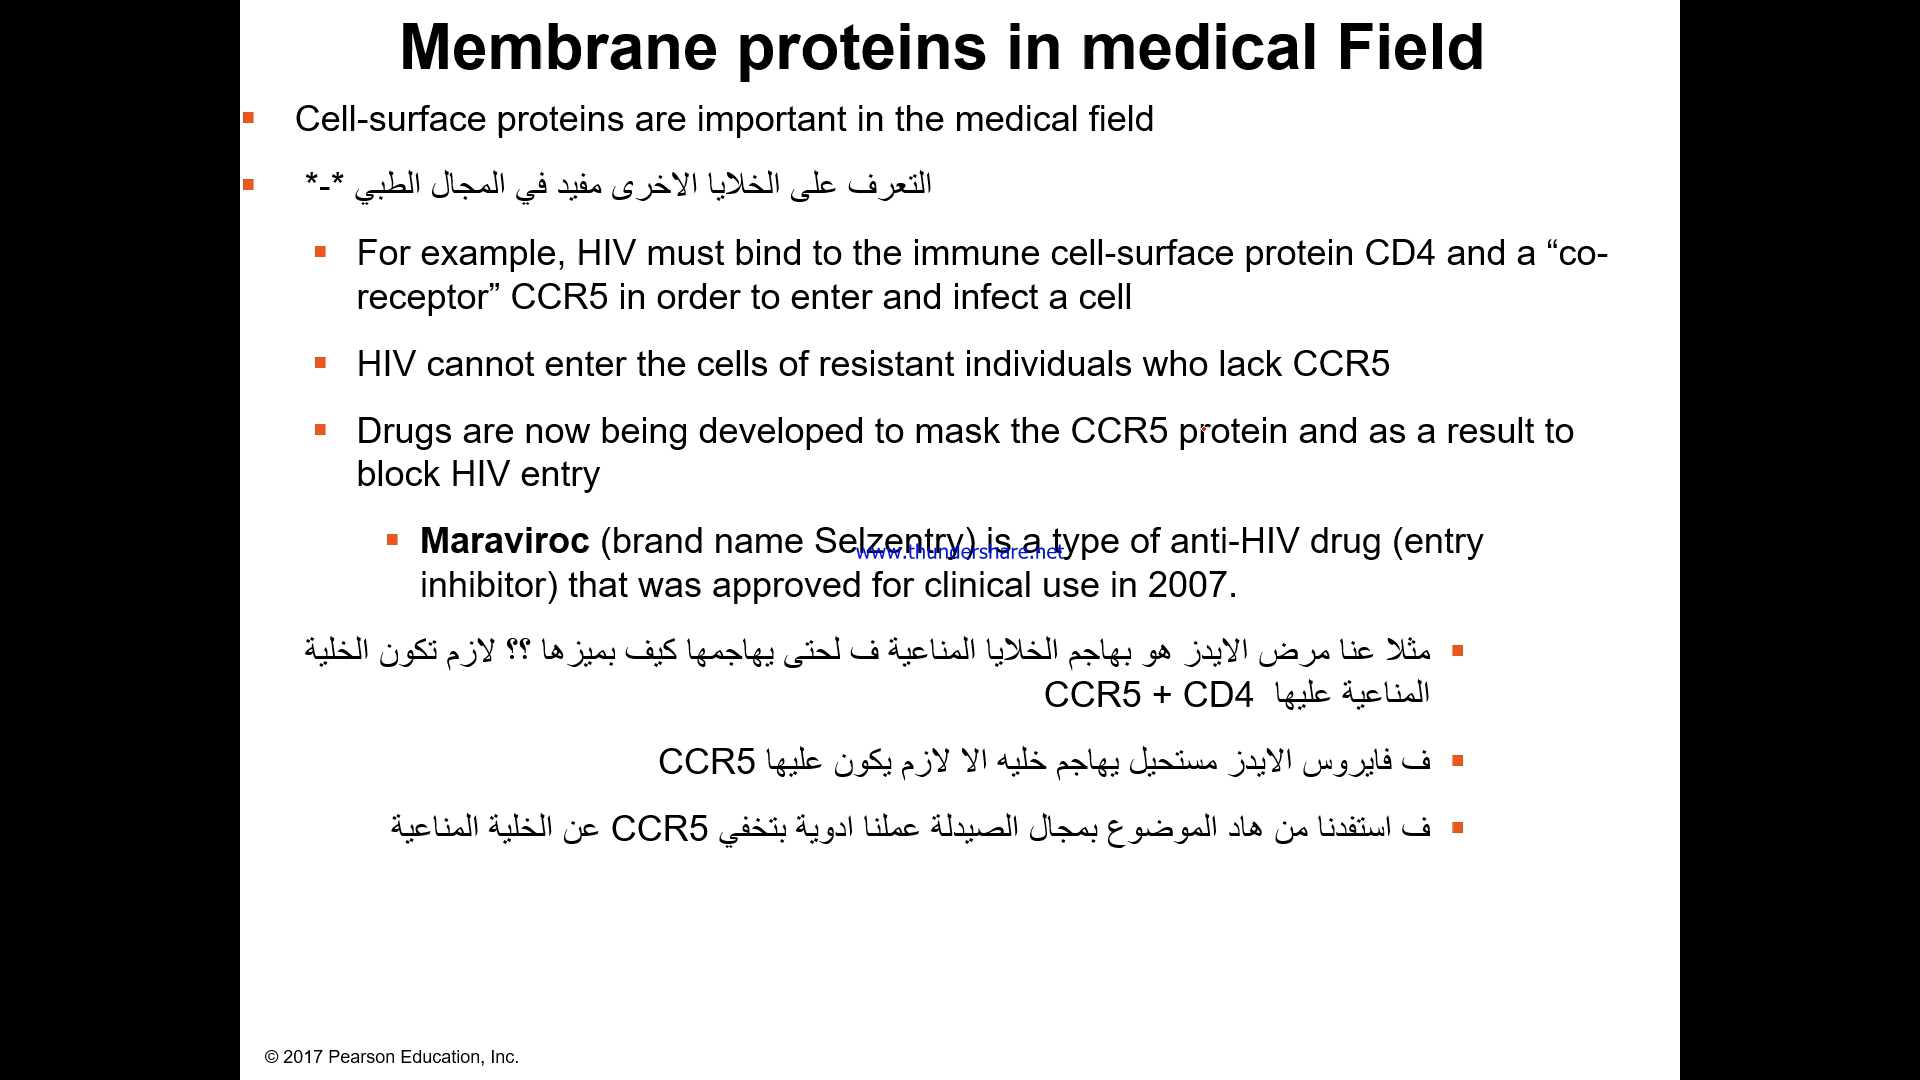 Membrane proteins in medical Field
Cell-surface proteins are important in the medical field
التعرف على الخلايا الاخرى مفيد في المجال الطبي *-*
For example, HIV must bind to the immune cell-surface protein CD4 and a “co-
receptor” CCR5 in order to enter and infect a cell
HIV cannot enter the cells of resistant individuals who lack CCR5
Drugs are now being developed to mask the CCR5 protein and as a result to
block HIV entry
Maraviroc (brand name Selzentry) is a type of anti-HIV drug (entry
www.thundershare.net
inhibitor) that was approved for clinical use in 2007.
مثلا عنا مرض الايدز هو بهاجم الخلايا المناعية ف لحتى يهاجمها كيف بميزها ؟؟ لازم تكون الخلية
المناعية عليها CCR5 + CD4
ف فايروس الايدز مستحيل يهاجم خليه الا لازم يكون عليها CCR5
ف استفدنا من هاد الموضوع بمجال الصيدلة عملنا ادوية بتخفي CCR5 عن الخلية المناعية
© 2017 Pearson Education, Inc.